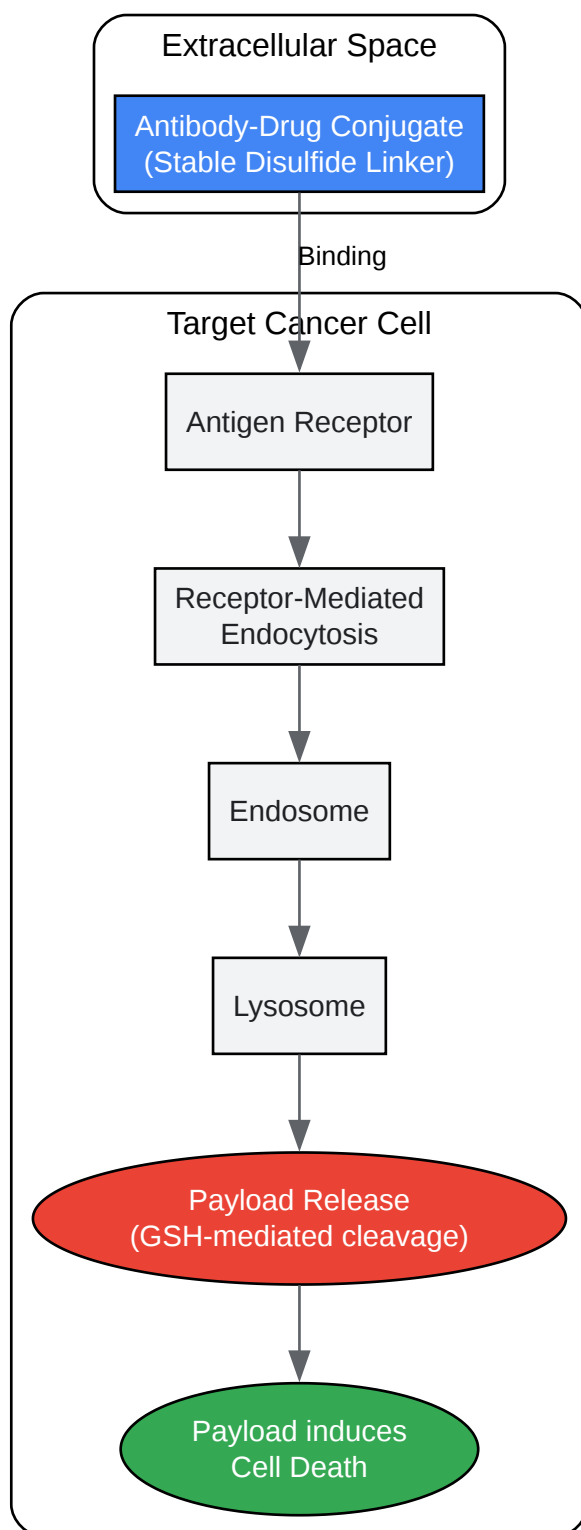 Extracellular Space
Antibody-Drug Conjugate
(Stable Disulfide Linker)
Binding
Target Cancer Cell
Antigen Receptor
Receptor-Mediated
Endocytosis
Endosome
Lysosome
Payload Release
(GSH-mediated cleavage)
Payload induces
Cell Death